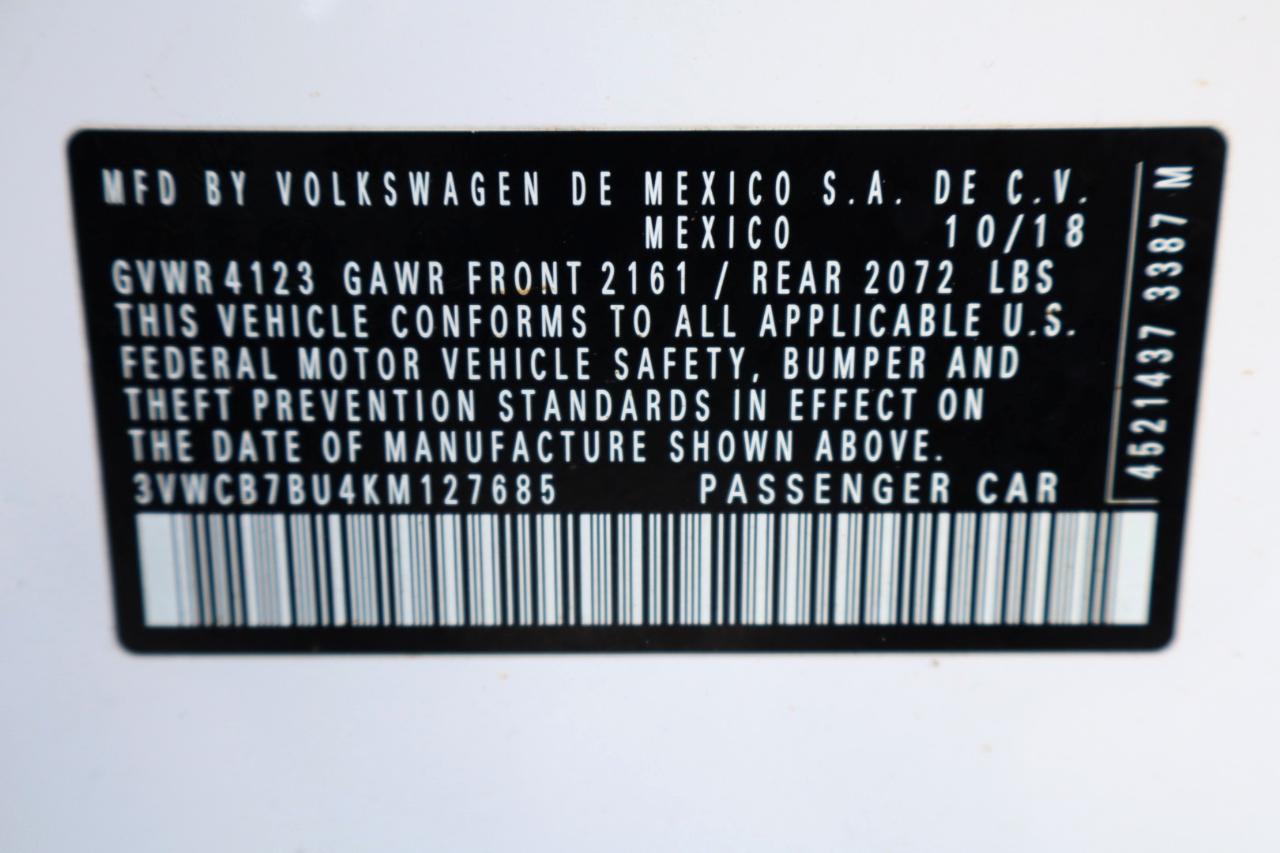 MFD BY VOLKSWAGEN DE MEXICO S.A. DE C.V.
MEXICO 10/18
GVWR 4123 GAWR FRONT 2161 / REAR 2072 LBS
THIS VEHICLE CONFORMS TO ALL APPLICABLE U.S.
FEDERAL MOTOR VEHICLE SAFETY, BUMPER AND
THEFT PREVENTION STANDARDS IN EFFECT ON
THE DATE OF MANUFACTURE SHOWN ABOVE.
3VWCB7BU4KM127685 PASSENGER CAR
4521437 3387 M